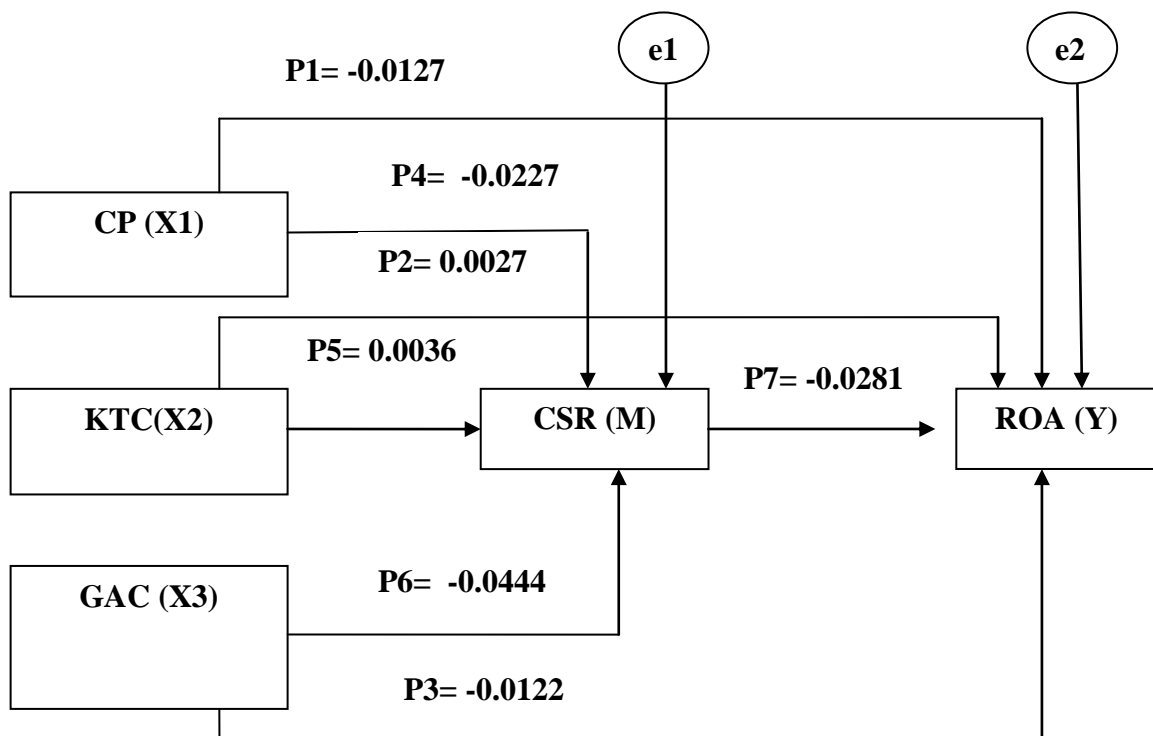 e1
e2
P1= -0.0127
P4= -0.0227
CP (X1)
P2= 0.0027
P5= 0.0036
P7= -0.0281
KTC(X2)
CSR (M)
ROA (Y)
P6= -0.0444
GAC (X3)
P3= -0.0122